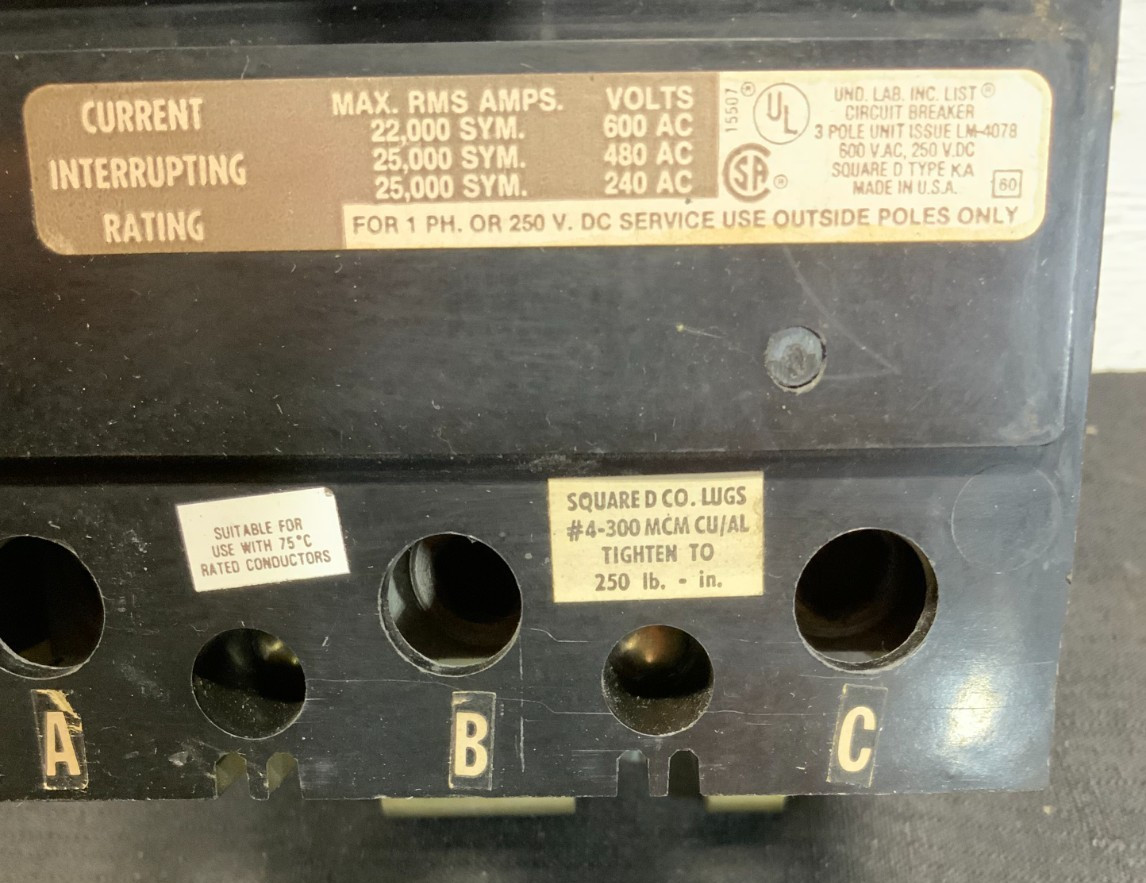 CURRENT
INTERRUPTING
RATING
MAX. RMS AMPS. VOLTS
22,000 SYM. 600 AC
25,000 SYM. 480 AC
25,000 SYM. 240 AC
FOR 1 PH. OR 250 V. DC SERVICE USE OUTSIDE POLES ONLY
15507
UL ®
SA ®
UND. LAB. INC. LIST ®
CIRCUIT BREAKER
3 POLE UNIT ISSUE LM-4078
600 V.AC, 250 V.DC
SQUARE D TYPE KA
MADE IN U.S.A.
60
SUITABLE FOR
USE WITH 75°C
RATED CONDUCTORS
SQUARE D CO. LUGS
#4-300 MCM CU/AL
TIGHTEN TO
250 lb. - in.
A B C